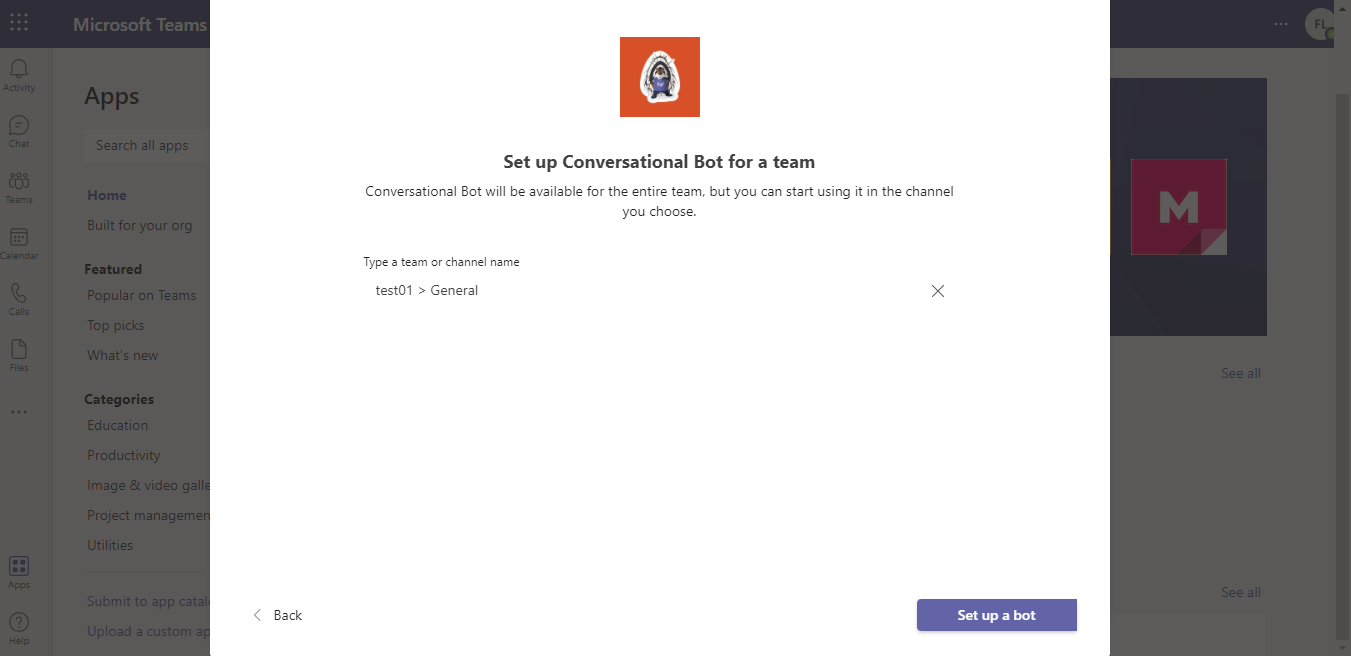 Microsoft Teams
FL
Activity
Chat
Teams
Calendar
Calls
Files
Apps
Help
Apps
Search all apps
Home
Built for your org
Featured
Popular on Teams
Top picks
What's new
Categories
Education
Productivity
Image & video galle
Project managemen
Utilities
Submit to app catal
Upload a custom ap
Set up Conversational Bot for a team
Conversational Bot will be available for the entire team, but you can start using it in the channel
you choose.
Type a team or channel name
test01 > General
Back
Set up a bot
M
See all
See all